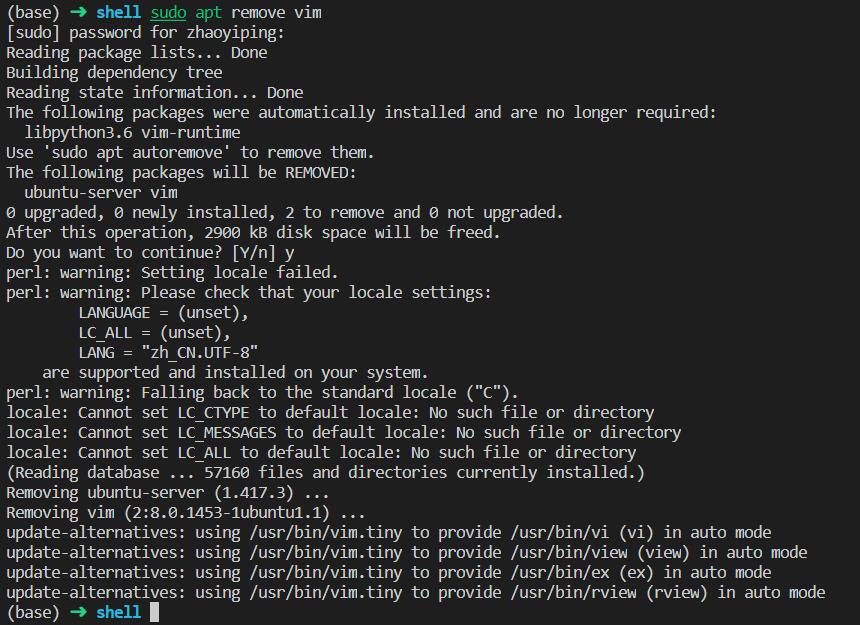 (base) → shell sudo apt remove vim
[sudo] password for zhaoyiping:
Reading package lists... Done
Building dependency tree
Reading state information... Done
The following packages were automatically installed and are no longer required:
  libpython3.6 vim-runtime
Use 'sudo apt autoremove' to remove them.
The following packages will be REMOVED:
  ubuntu-server vim
0 upgraded, 0 newly installed, 2 to remove and 0 not upgraded.
After this operation, 2900 kB disk space will be freed.
Do you want to continue? [Y/n] y
perl: warning: Setting locale failed.
perl: warning: Please check that your locale settings:
        LANGUAGE = (unset),
        LC_ALL = (unset),
        LANG = "zh_CN.UTF-8"
    are supported and installed on your system.
perl: warning: Falling back to the standard locale ("C").
locale: Cannot set LC_CTYPE to default locale: No such file or directory
locale: Cannot set LC_MESSAGES to default locale: No such file or directory
locale: Cannot set LC_ALL to default locale: No such file or directory
(Reading database ... 57160 files and directories currently installed.)
Removing ubuntu-server (1.417.3) ...
Removing vim (2:8.0.1453-1ubuntu1.1) ...
update-alternatives: using /usr/bin/vim.tiny to provide /usr/bin/vi (vi) in auto mode
update-alternatives: using /usr/bin/vim.tiny to provide /usr/bin/view (view) in auto mode
update-alternatives: using /usr/bin/vim.tiny to provide /usr/bin/ex (ex) in auto mode
update-alternatives: using /usr/bin/vim.tiny to provide /usr/bin/rview (rview) in auto mode
(base) → shell